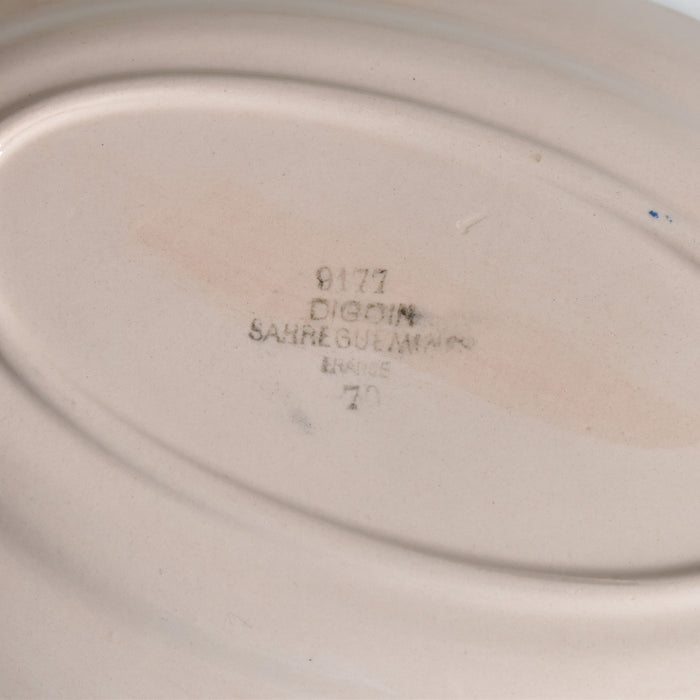 9177
DIGOIN
SARREGUEMINES
FRANCE
70